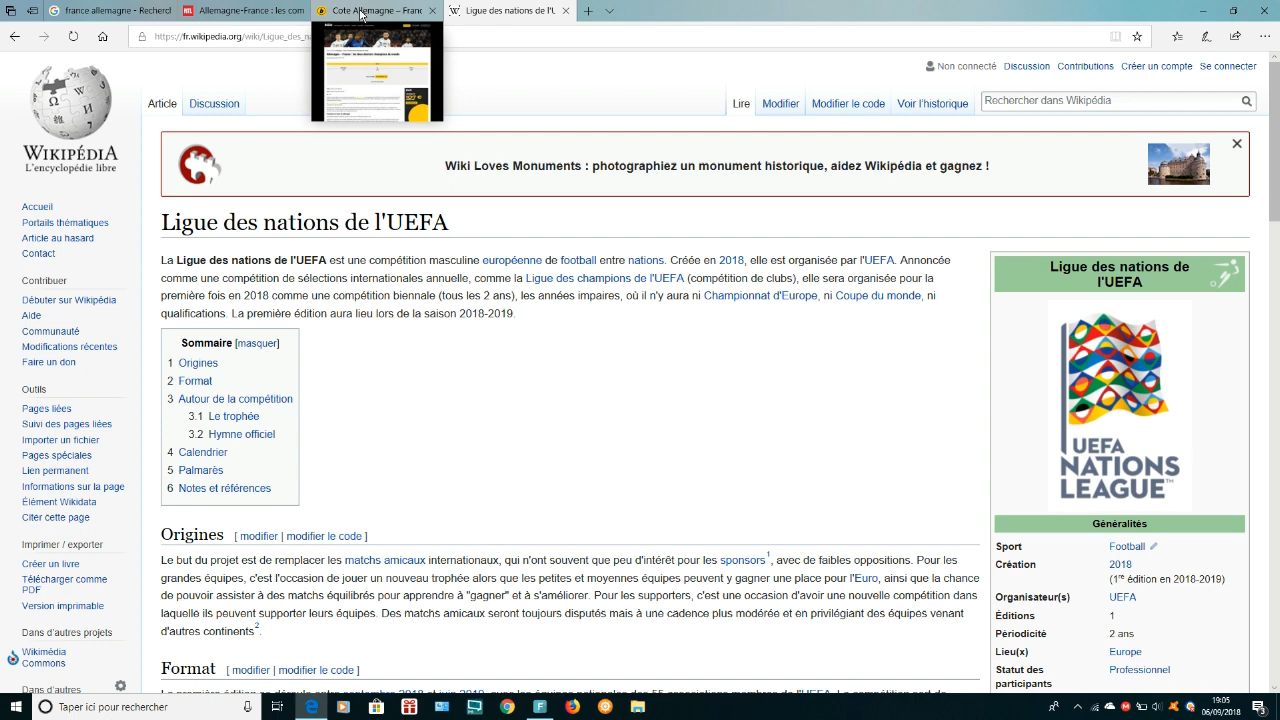 Allemagne
Allemagne-France : les com
Cote Allemagne – Franc
Ligue des nations de l'U
https://fr.wikipedia.org/wiki/Ligue_des_na
Non connecté
Créer un compte
Se conne
Article
Discussion
Lire
Modifier le code
Voir l'historique
WIKIPÉDIA
L'encyclopédie libre
Wiki Loves Monuments : photographiez un monument historique, aidez Wikipédia et gagnez !
Accueil
Portails thématiques
Article au hasard
Contact
Contribuer
Débuter sur Wikipédia
Aide
Communauté
Modifications récentes
Faire un don
Outils
Pages liées
Suivi des pages liées
Importer un fichier
Pages spéciales
Lien permanent
Informations sur la page
Élément Wikidata
Citer cette page
Imprimer / exporter
Créer un livre
Télécharger comme
PDF
Version imprimable
Dans d'autres projets
Wikimedia
Commons
Dans d'autres
Ligue des nations de l'UEFA
La Ligue des nations de l'UEFA est une compétition masculine européenne de football entre nations. Créée en 2018, elle est organisée par l'UEFA. Annoncée
comme une compétition de sélections internationales annuelle, comme la Ligue des champions de l'UEFA (compétition de clubs), elle sera organisée pour la
première fois en 2018 comme une compétition biennale (tous les 2 ans), les années impaires, où il n'y aura ni Championnat d'Europe, ni Coupe du monde, ni
qualifications. La première édition aura lieu lors de la saison 2018-2019.
Sommaire [masquer]
1 Origines
2 Format
3 Autour de la compétition
3.1 Le trophée
3.2 Hymne officiel
4 Calendrier
5 Palmarès
6 Notes et références
Origines [ modifier | modifier le code ]
Le but du projet est de remplacer les matchs amicaux internationaux, qui n'ont souvent que peu d'intérêt pour les sponsors1, avec de faibles oppositions. Pour les
grandes équipes, c'est l'occasion de jouer un nouveau trophée alors que les petites et moyennes équipes peuvent y gagner une place pour l'Euro, ainsi que la chance
de pouvoir assister à des matchs équilibrés pour apprendre à "gagner" et à s'améliorer. Pour les supporters, c'est une occasion d'avoir une nouvelle compétition dans
laquelle ils peuvent supporter leurs équipes. Des matchs amicaux seront toujours disputés mais à une cadence plus modérée et en privilégiant des équipes venant
d'autres continents2.
Format [ modifier | modifier le code ]
Ligue des nations de
l'UEFA
UEFA
NATIONS
LEAGUE™
Généralités
Sport Football
Création 2018
(1re édition en 2018-2019)
Organisateur(s) UEFA
Éditions 1
Périodicité 2 ans
Lieu(x) Europe
Statut des Professionnel
participants
Taper ici pour rechercher
19:05
06/09/2018